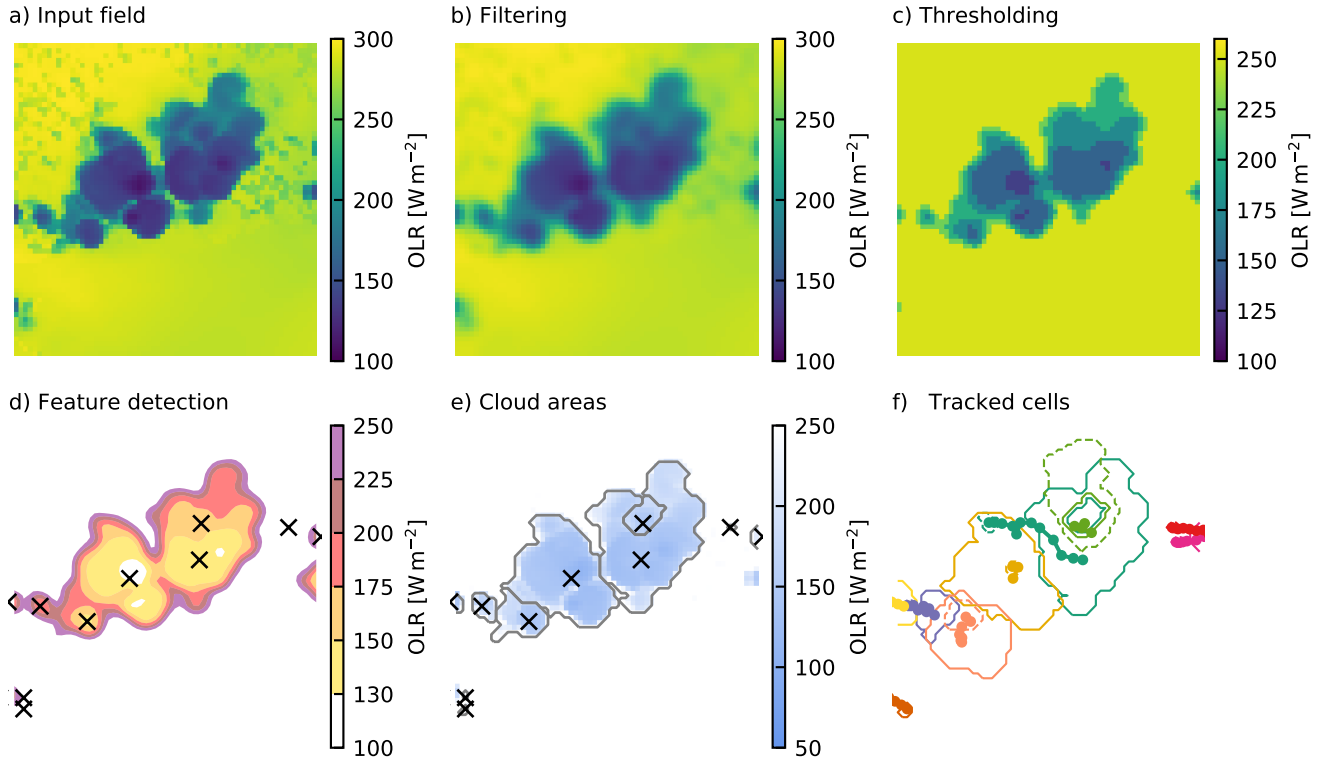 a) Input field
b) Filtering
c) Thresholding
300
250
200
150
100
OLR [W m−2]
300
250
200
150
100
OLR [W m−2]
250
225
200
175
150
125
100
OLR [W m−2]
d) Feature detection
e) Cloud areas
f) Tracked cells
250
225
200
175
150
130
100
OLR [W m−2]
250
200
150
100
50
OLR [W m−2]